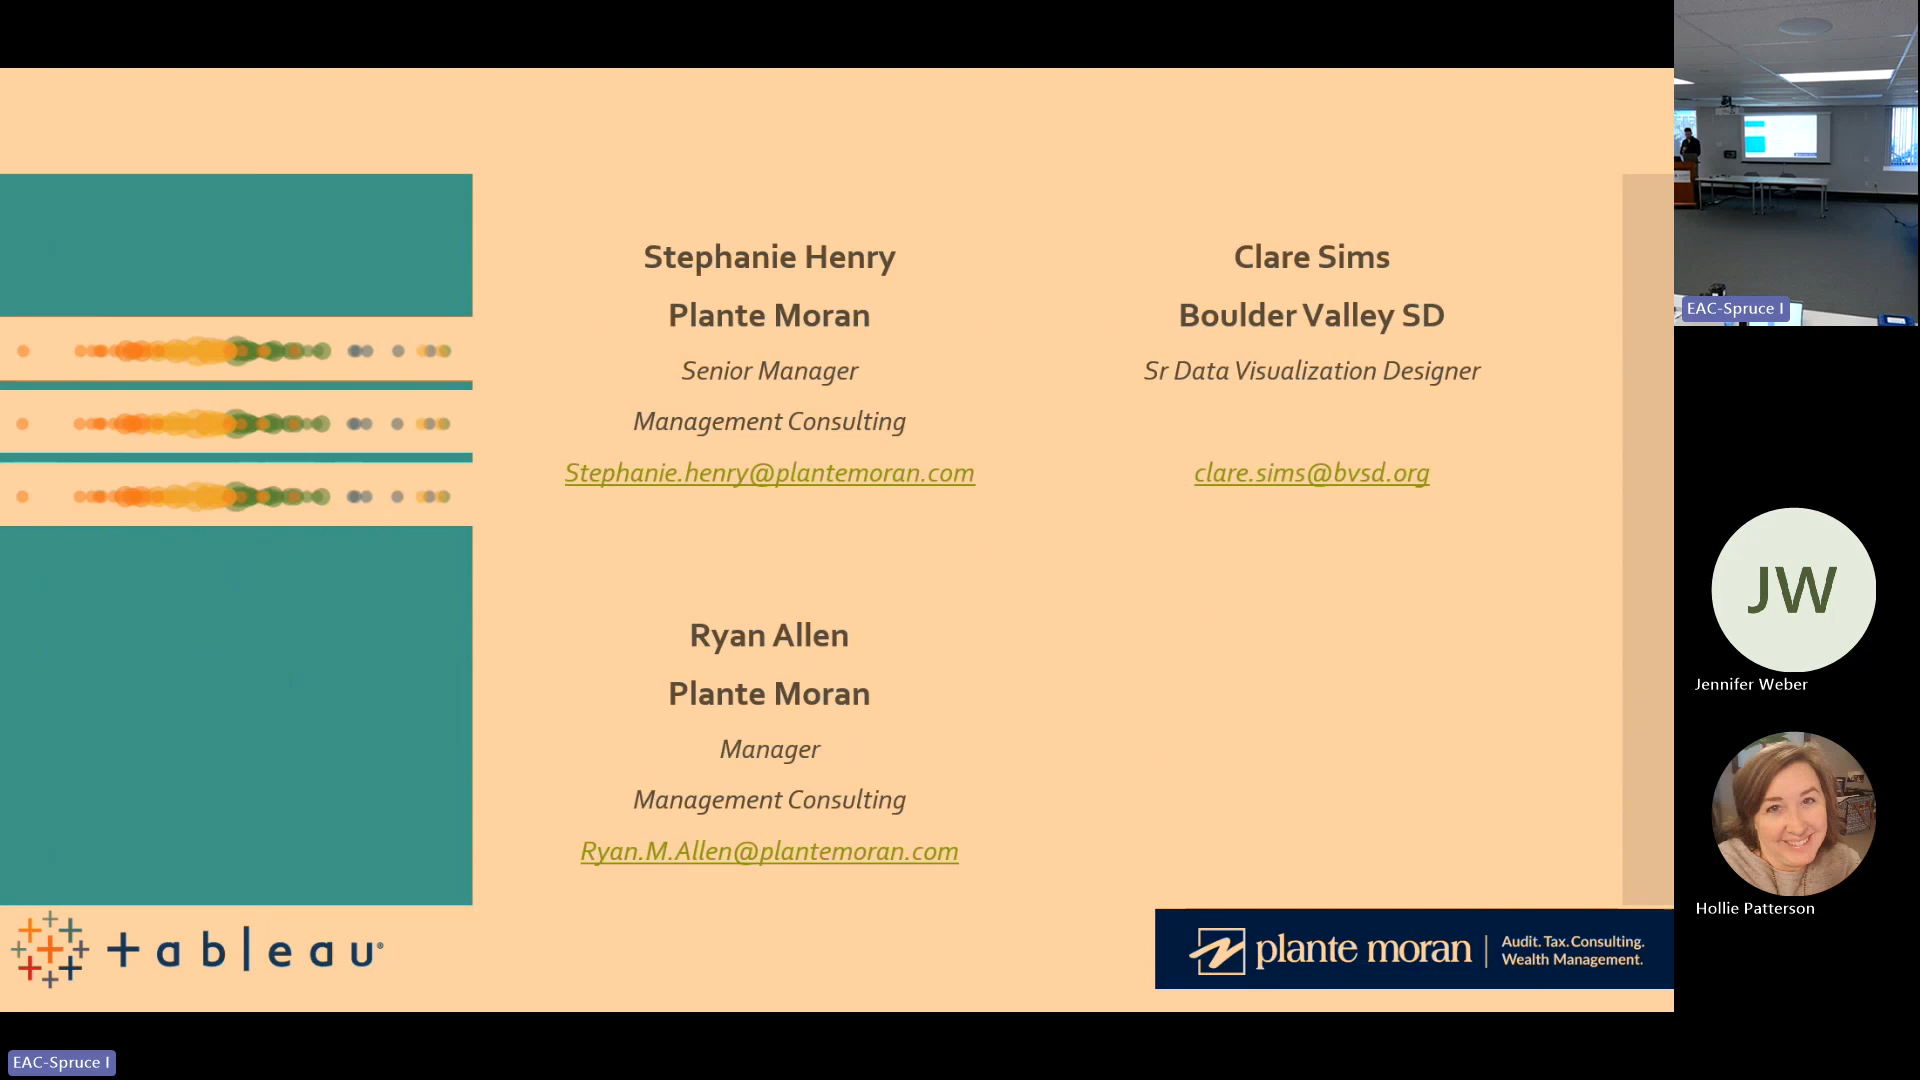 Stephanie Henry
Plante Moran
Senior Manager
Management Consulting
Stephanie.henry@plantemoran.com
Clare Sims
Boulder Valley SD
Sr Data Visualization Designer
clare.sims@bvsd.org
Ryan Allen
Plante Moran
Manager
Management Consulting
Ryan.M.Allen@plantemoran.com
+ableau®
plante moran
Audit. Tax. Consulting.
Wealth Management.
EAC-Spruce I
JW
Jennifer Weber
Hollie Patterson
EAC-Spruce I